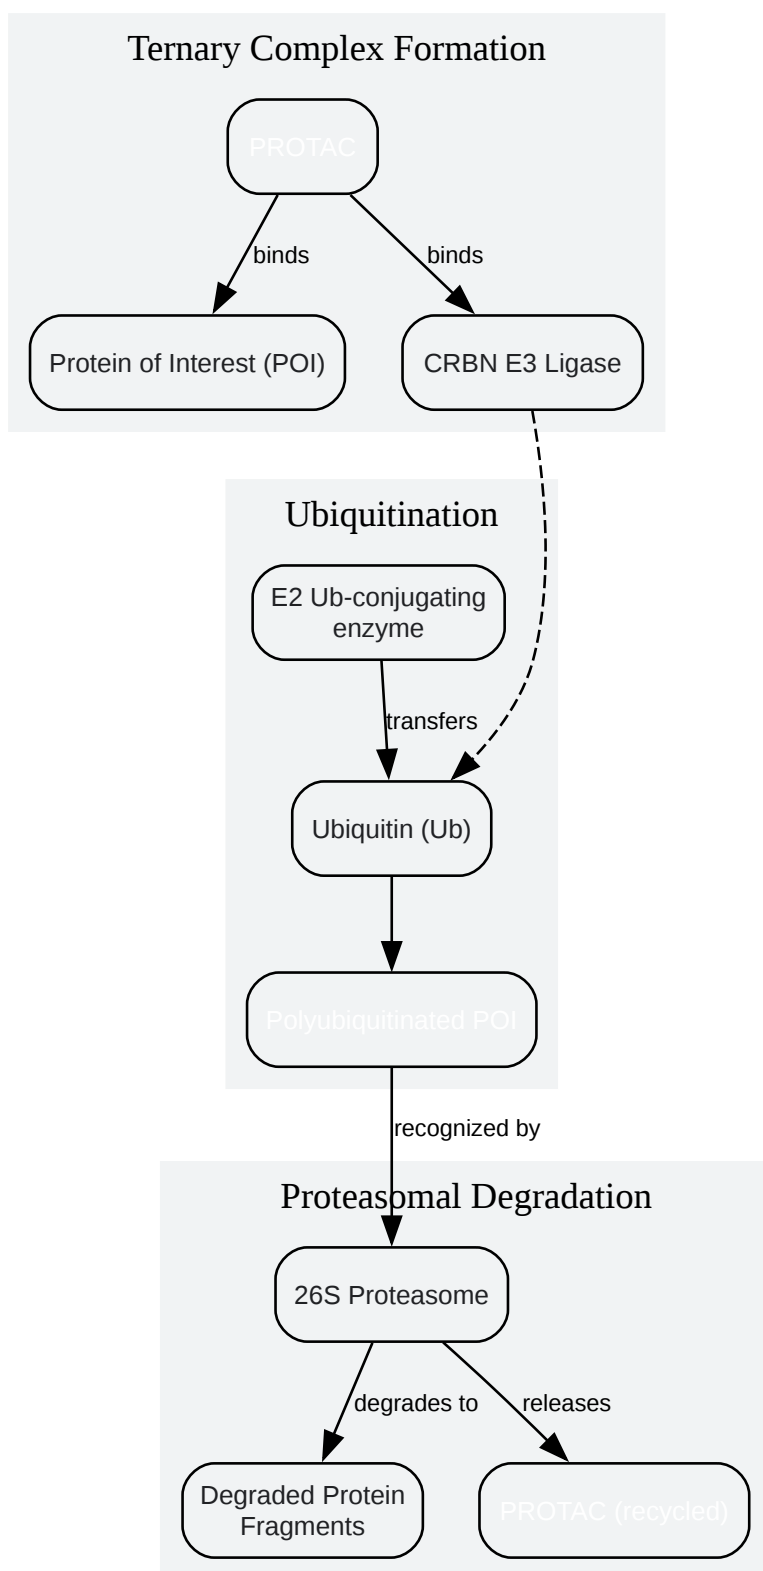 Ternary Complex Formation
PROTAC
binds
binds
Protein of Interest (POI)
CRBN E3 Ligase
Ubiquitination
E2 Ub-conjugating
enzyme
transfers
Ubiquitin (Ub)
Polyubiquitinated POI
recognized by
Proteasomal Degradation
26S Proteasome
degrades to
releases
Degraded Protein
Fragments
PROTAC (recycled)